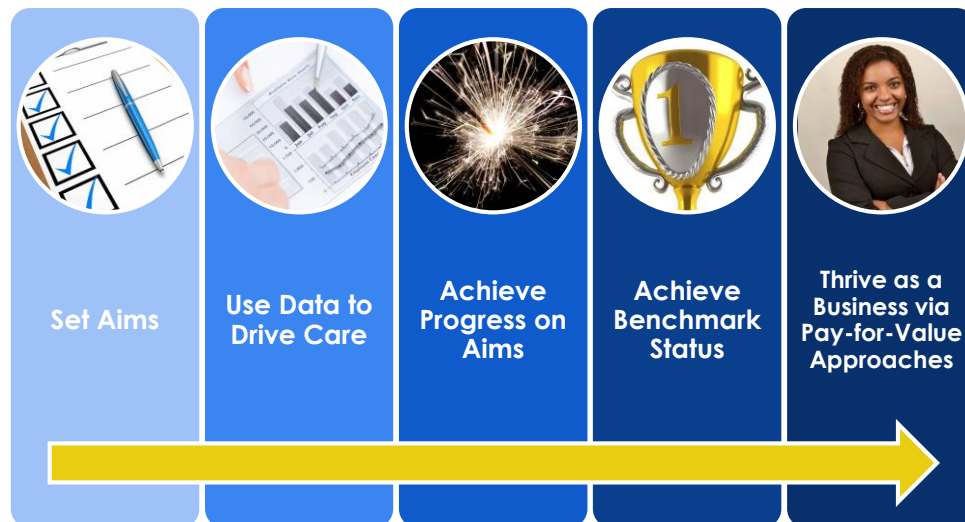 Set Aims
Use Data to
Drive Care
Achieve
Progress on
Aims
1
Achieve
Benchmark
Status
Thrive as a
Business via
Pay-for-Value
Approaches